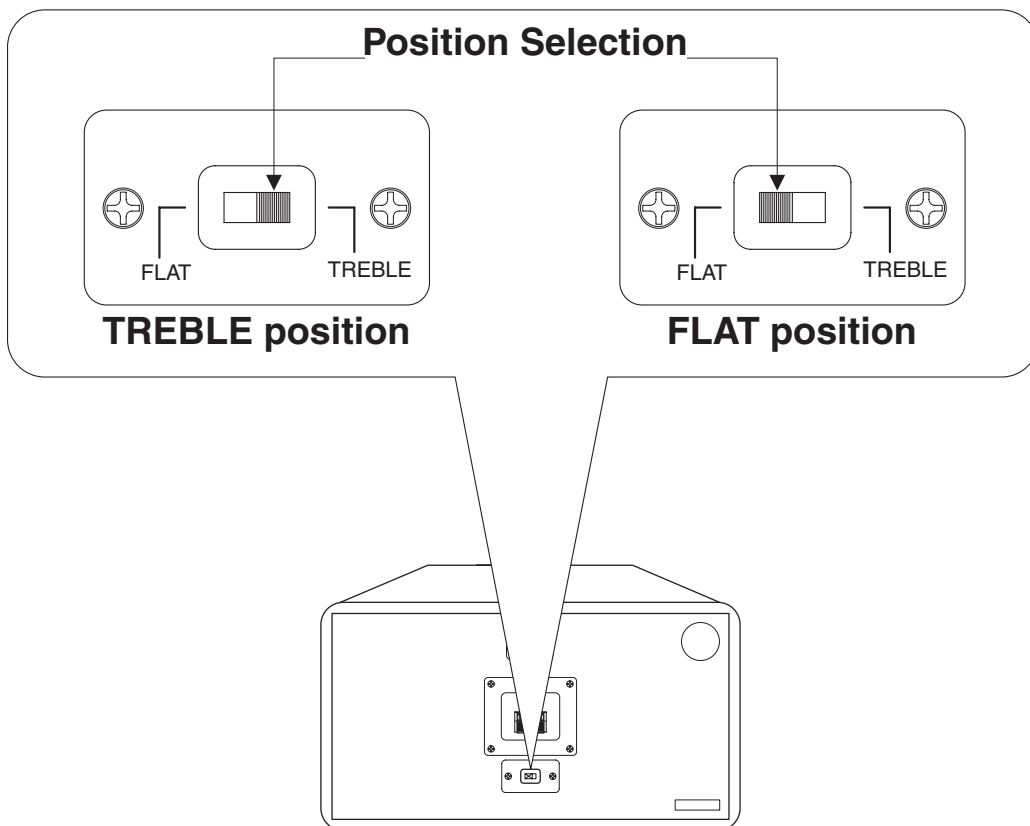 Position Selection
FLAT
TREBLE
FLAT
TREBLE
TREBLE position
FLAT position